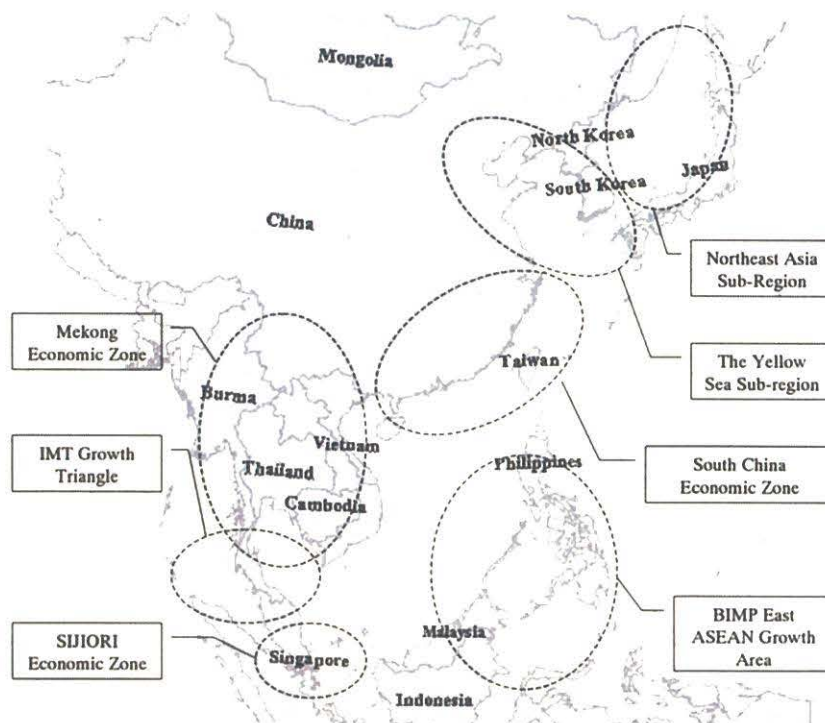 Mongolia
North Korea
South Korea
Japan
China
Northeast Asia
Sub-Region
Mekong
Economic Zone
The Yellow
Sea Sub-region
Taiwan
Burma
IMT Growth
Triangle
Vietnam
Thailand
Cambodia
Philippines
South China
Economic Zone
SIJIORI
Economic Zone
Singapore
Malaysia
BIMP East
ASEAN Growth
Area
Indonesia